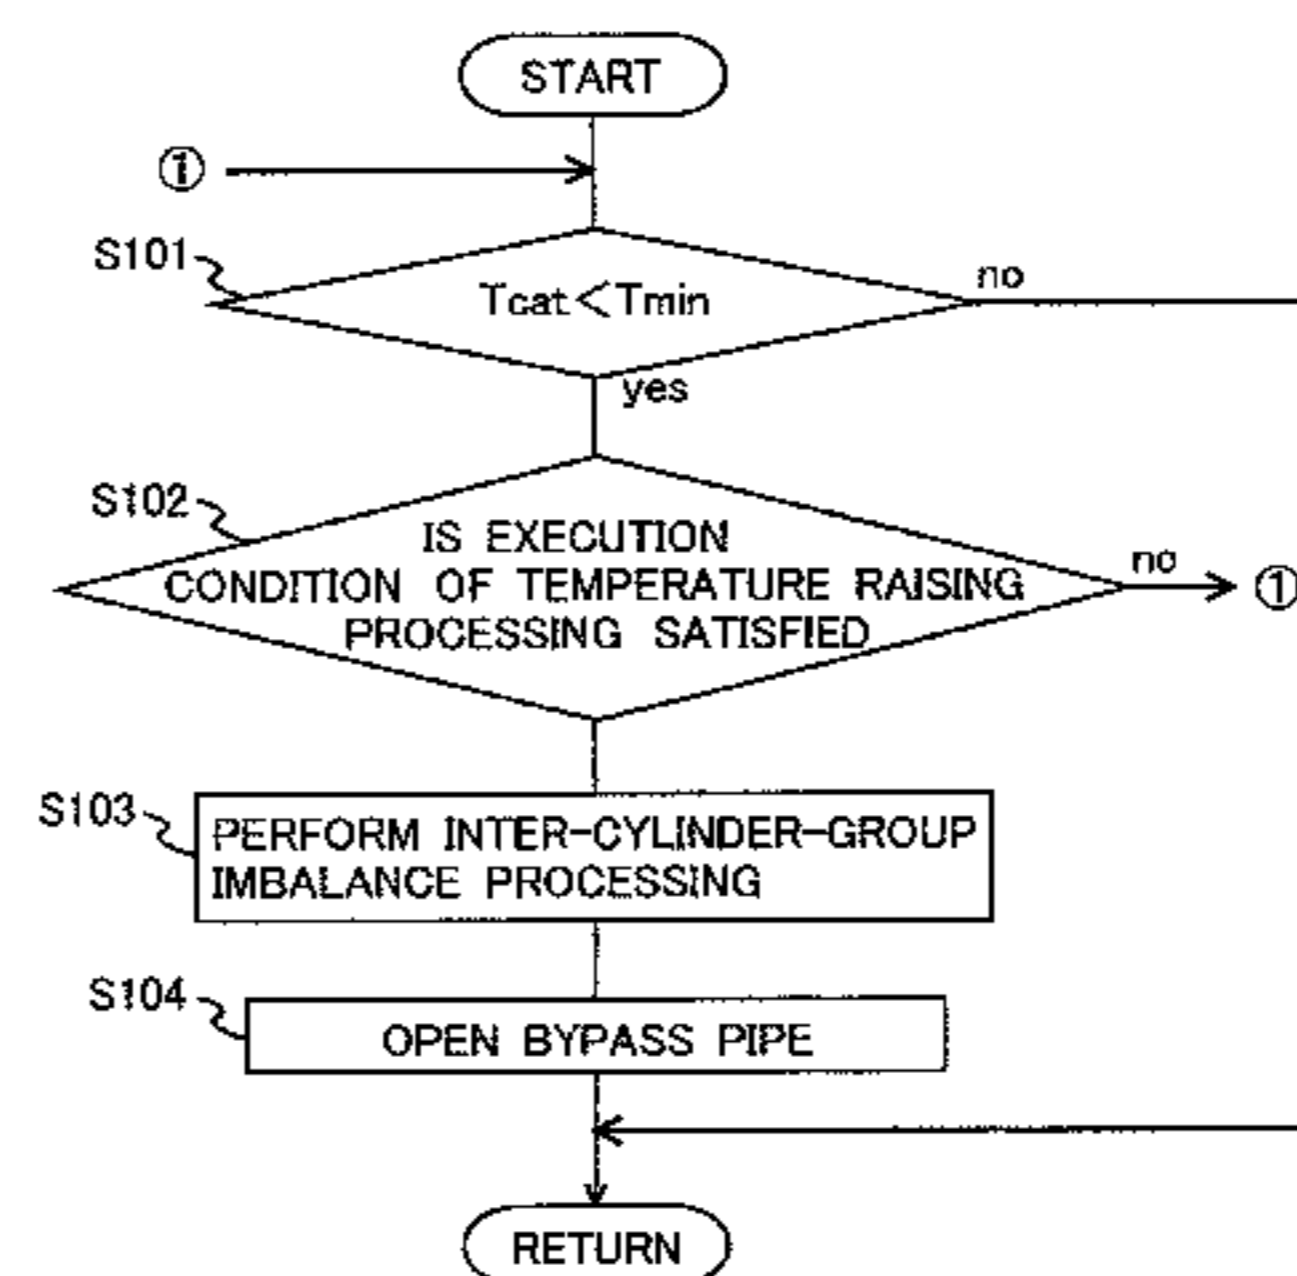 START
①
S101
Tcat<Tmin
no
yes
S102
IS EXECUTION
CONDITION OF TEMPERATURE RAISING
PROCESSING SATISFIED
no
①
S103
PERFORM INTER-CYLINDER-GROUP
IMBALANCE PROCESSING
S104
OPEN BYPASS PIPE
RETURN